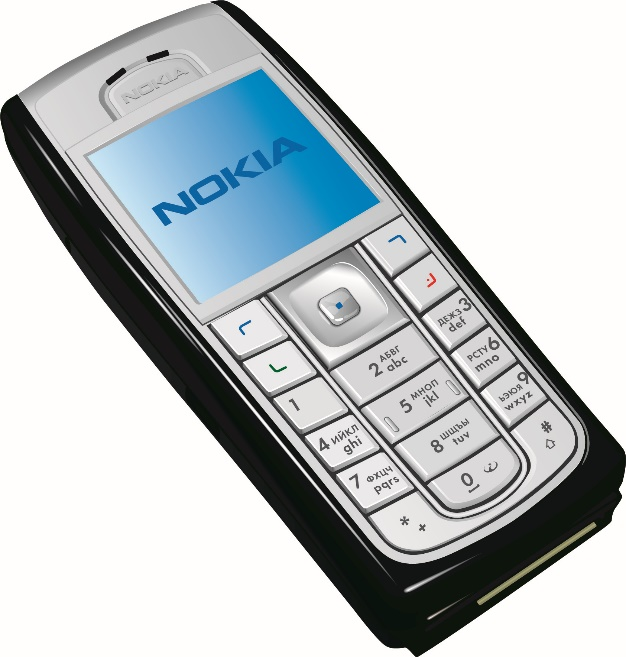 NOKIA
NOKIA
1
2 АБВГ abc
ДЕЖЗ 3 def
4 ИЙКЛ ghi
5 МНОП jkl
РСТУ 6 mno
7 ФХЦЧ pqrs
8 ШЩЪЫ tuv
ЬЭЮЯ 9 wxyz
* +
0
#